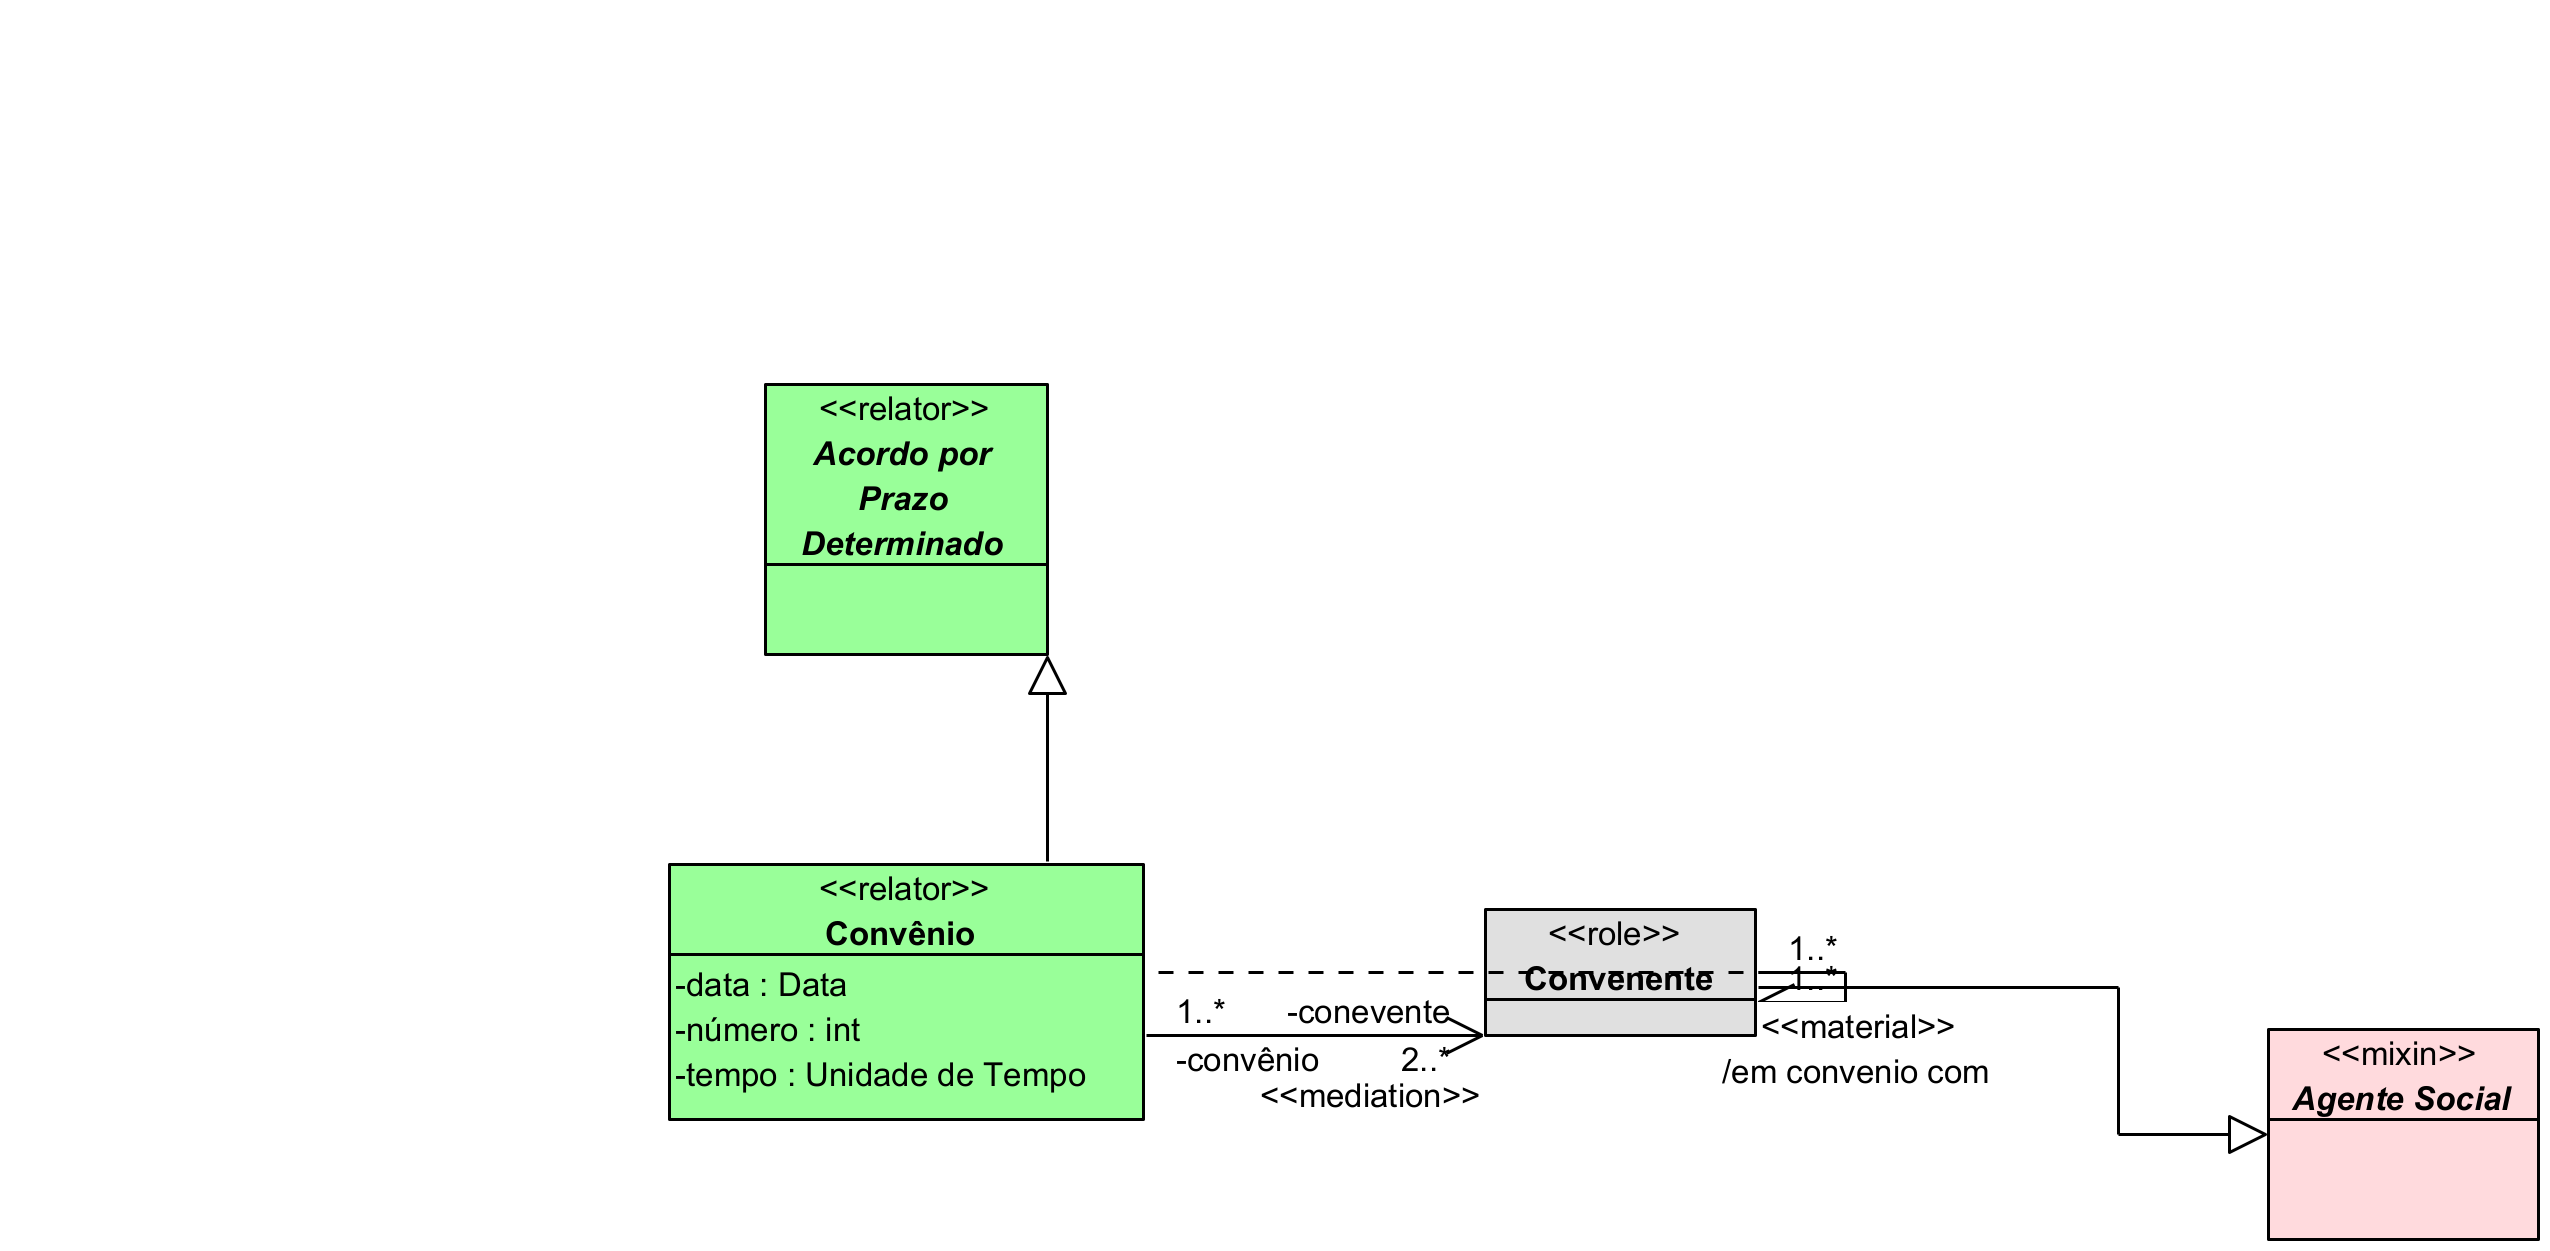 <<relator>>
Acordo por
Prazo
Determinado
<<relator>>
Convênio
-data : Data
-número : int
-tempo : Unidade de Tempo
1..*
-conevente
-convênio
2..*
<<mediation>>
<<role>>
Convenente
1..*
1..*
<<material>>
/em convenio com
<<mixin>>
Agente Social